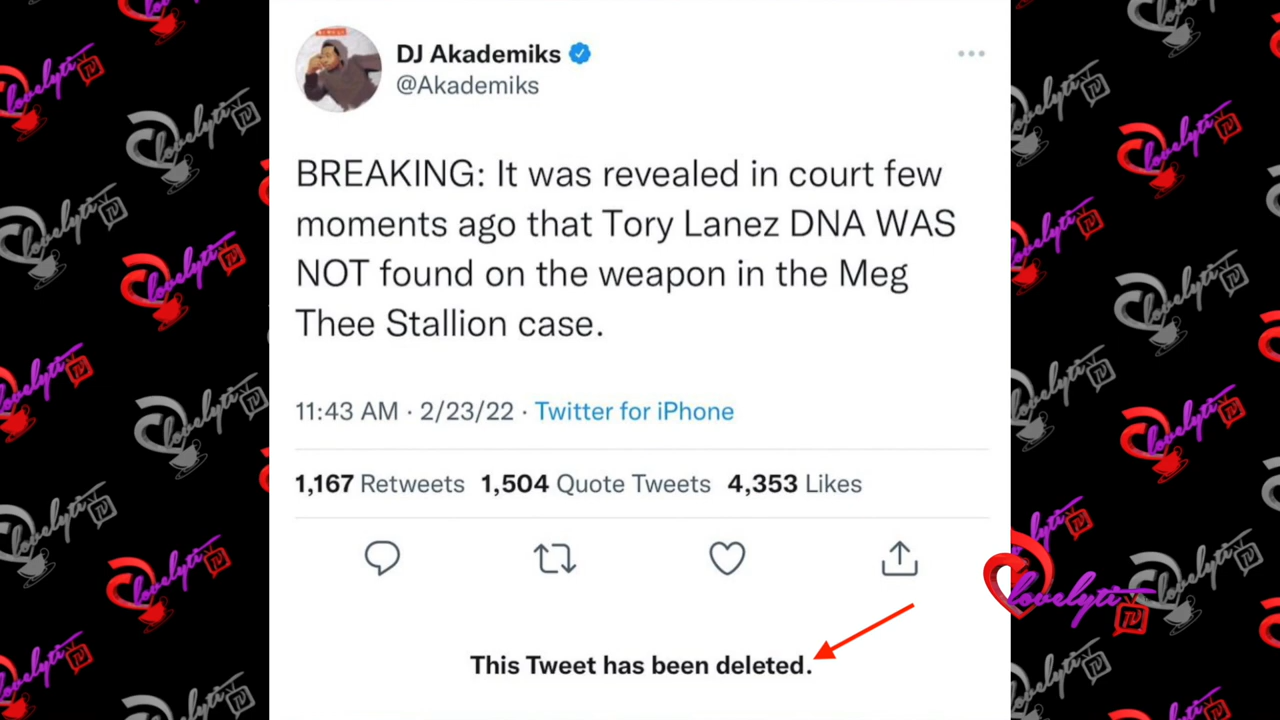 DJ Akademiks
@Akademiks
BREAKING: It was revealed in court few
moments ago that Tory Lanez DNA WAS
NOT found on the weapon in the Meg
Thee Stallion case.
11:43 AM · 2/23/22 · Twitter for iPhone
1,167 Retweets 1,504 Quote Tweets 4,353 Likes
This Tweet has been deleted.
lovelyti TV